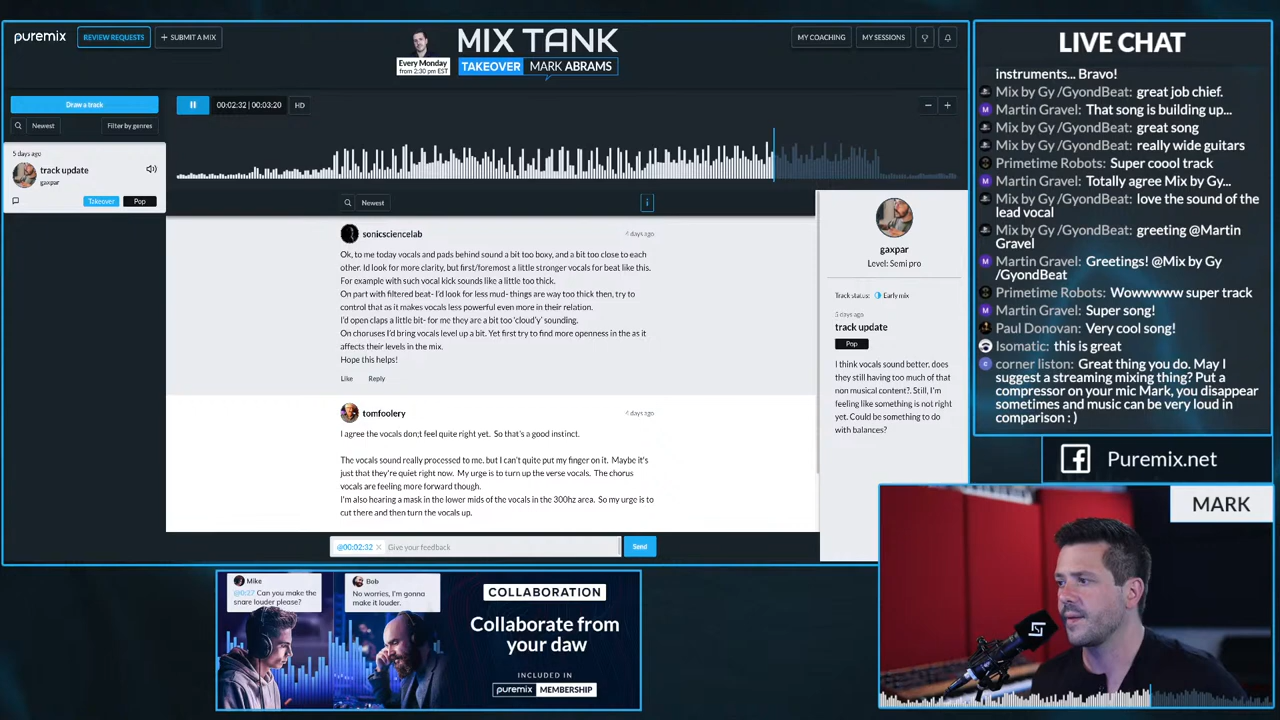 puremix
REVIEW REQUESTS
+ SUBMIT A MIX
Every Monday
from 2:30 pm EST
MIX TANK
TAKEOVER MARK ABRAMS
MY COACHING
MY SESSIONS
Draw a track
Newest
Filter by genres
5 days ago
track update
gaxpar
Takeover
Pop
00:02:32 | 00:03:20
HD
Newest
i
sonicsciencelab
4 days ago
Ok, to me today vocals and pads behind sound a bit too boxy, and a bit too close to each
other. Id look for more clarity, but first/foremost a little stronger vocals for beat like this.
For example with such vocal kick sounds like a little too thick.
On part with filtered beat- I'd look for less mud- things are way too thick then, try to
control that as it makes vocals less powerful even more in their relation.
I'd open claps a little bit- for me they are a bit too 'cloud'y' sounding.
On choruses I'd bring vocals level up a bit. Yet first try to find more openness in the as it
affects their levels in the mix.
Hope this helps!
Like Reply
tomfoolery
4 days ago
I agree the vocals don;t feel quite right yet. So that's a good instinct.
The vocals sound really processed to me. but I can't quite put my finger on it. Maybe it's
just that they're quiet right now. My urge is to turn up the verse vocals. The chorus
vocals are feeling more forward though.
I'm also hearing a mask in the lower mids of the vocals in the 300hz area. So my urge is to
cut there and then turn the vocals up.
@00:02:32 × Give your feedback
Send
gaxpar
Level: Semi pro
Track status: Early mix
5 days ago
track update
Pop
I think vocals sound better, does
they still having too much of that
non musical content?. Still, I'm
feeling like something is not right
yet. Could be something to do
with balances?
LIVE CHAT
instruments... Bravo!
Mix by Gy /GyondBeat: great job chief.
M Martin Gravel: That song is building up...
Mix by Gy /GyondBeat: great song
Mix by Gy /GyondBeat: really wide guitars
Primetime Robots: Super coool track
M Martin Gravel: Totally agree Mix by Gy...
Mix by Gy /GyondBeat: love the sound of the
lead vocal
Mix by Gy /GyondBeat: greeting @Martin
Gravel
M Martin Gravel: Greetings! @Mix by Gy
/GyondBeat
Primetime Robots: Wowwwww super track
M Martin Gravel: Super song!
Paul Donovan: Very cool song!
Isomatic: this is great
c corner liston: Great thing you do. May I
suggest a streaming mixing thing? Put a
compressor on your mic Mark, you disappear
sometimes and music can be very loud in
comparison : )
f Puremix.net
MARK
Mike
@0:27 Can you make the
snare louder please?
Bob
No worries, I'm gonna
make it louder.
COLLABORATION
Collaborate from
your daw
INCLUDED IN
puremix MEMBERSHIP